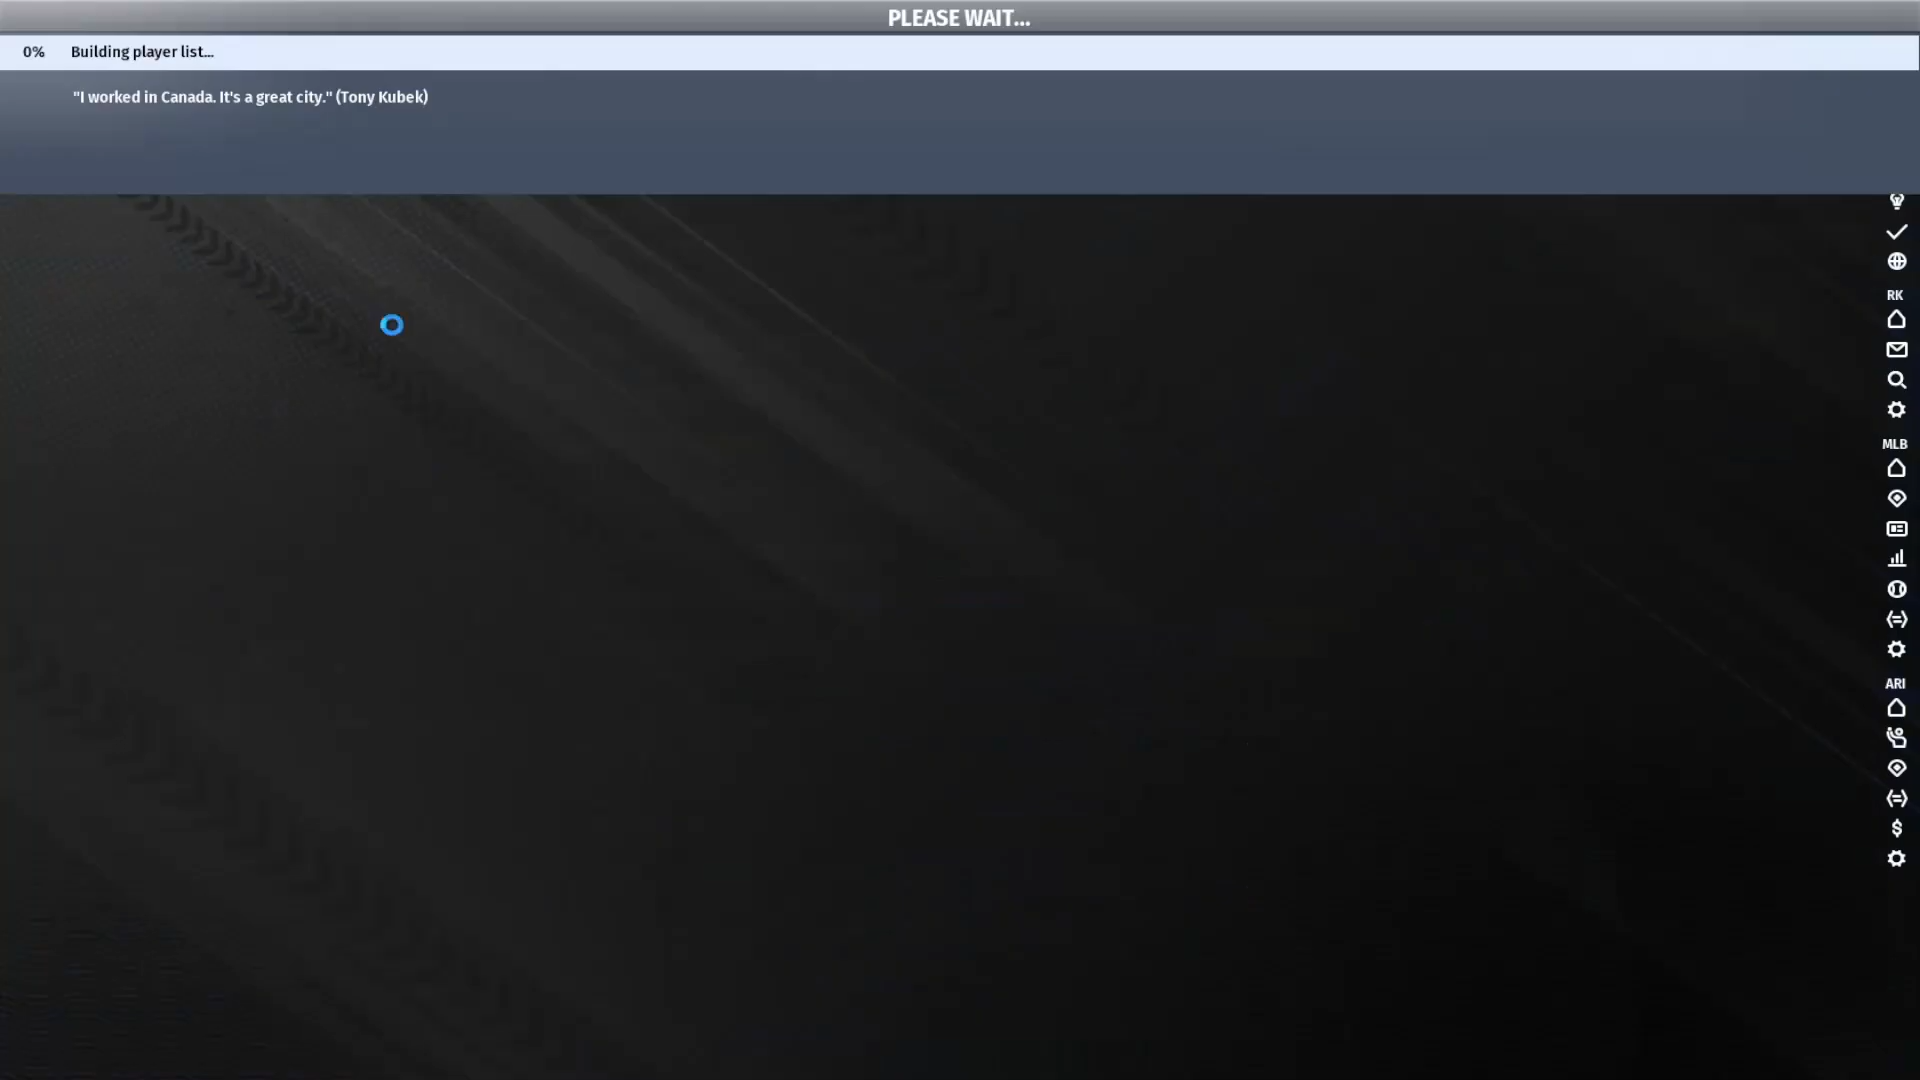 PLEASE WAIT...
0% Building player list...
"I worked in Canada. It's a great city." (Tony Kubek)
RK
MLB
ARI